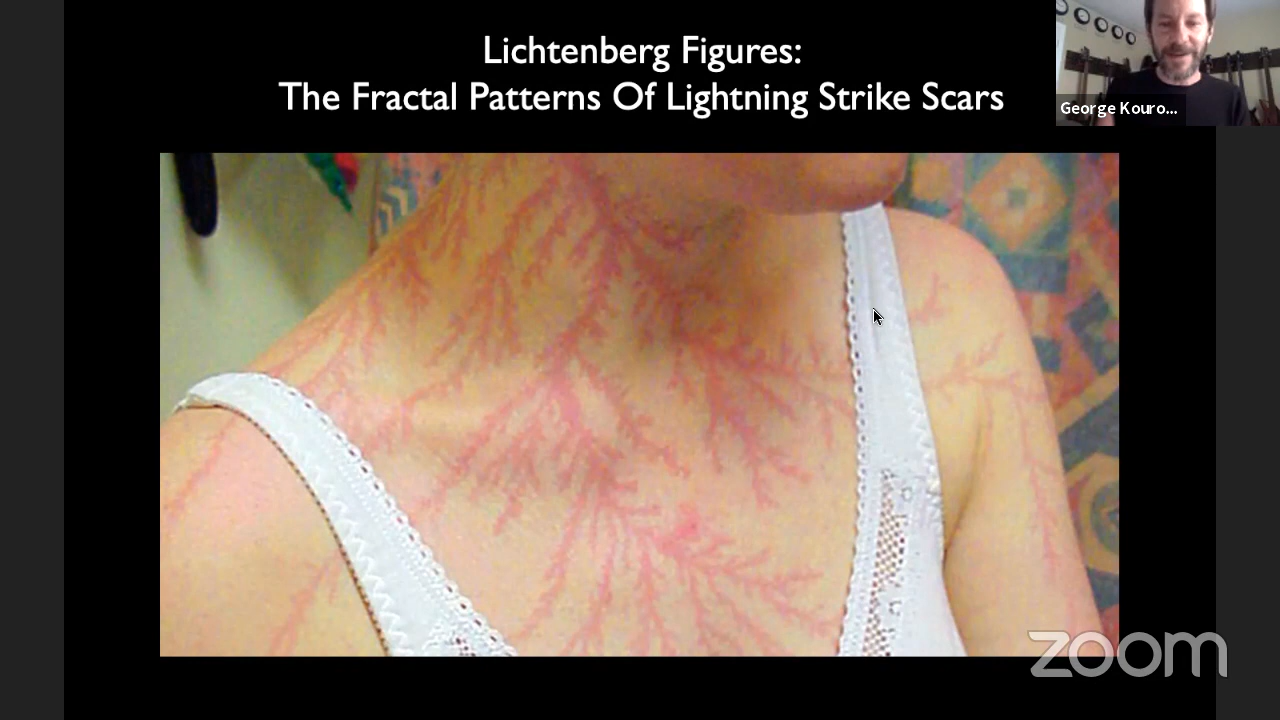 Lichtenberg Figures:
The Fractal Patterns Of Lightning Strike Scars
George Kouro...
zoom